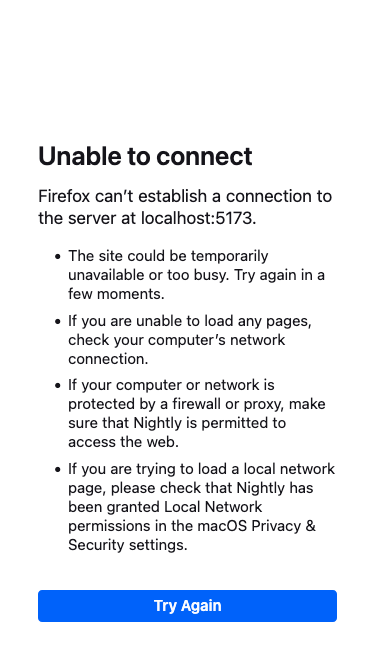 Unable to connect
Firefox can’t establish a connection to
the server at localhost:5173.
• The site could be temporarily
unavailable or too busy. Try again in a
few moments.
• If you are unable to load any pages,
check your computer’s network
connection.
• If your computer or network is
protected by a firewall or proxy, make
sure that Nightly is permitted to
access the web.
• If you are trying to load a local network
page, please check that Nightly has
been granted Local Network
permissions in the macOS Privacy &
Security settings.
Try Again